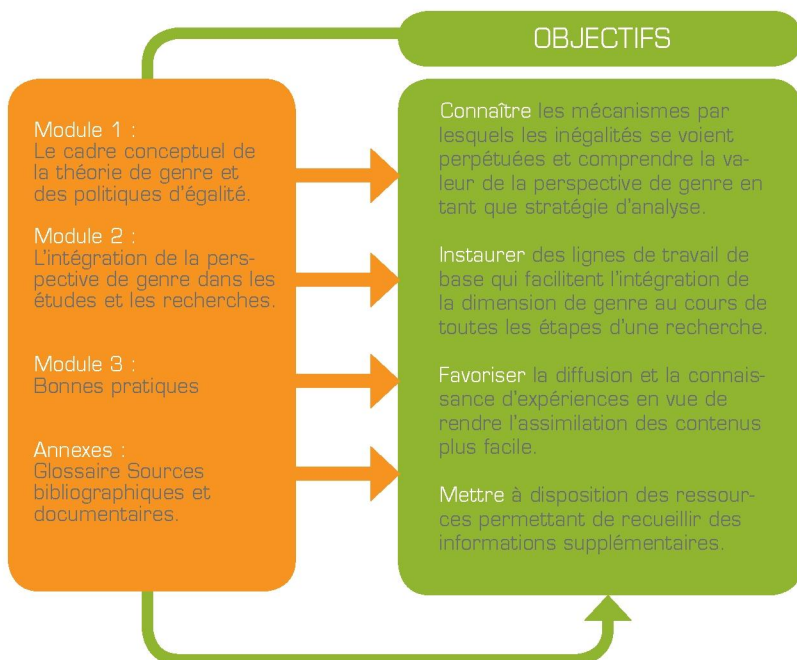 OBJECTIFS
Module 1 :
Le cadre conceptuel de
la théorie de genre et
des politiques d'égalité.
Module 2 :
L'intégration de la pers-
pective de genre dans les
études et les recherches.
Module 3 :
Bonnes pratiques
Annexes :
Glossaire Sources
bibliographiques et
documentaires.
Connaître les mécanismes par
lesquels les inégalités se voient
perpétuées et comprendre la va-
leur de la perspective de genre en
tant que stratégie d'analyse.
Instaurer des lignes de travail de
base qui facilitent l'intégration de
la dimension de genre au cours de
toutes les étapes d'une recherche.
Favoriser la diffusion et la connais-
sance d'expériences en vue de
rendre l'assimilation des contenus
plus facile.
Mettre à disposition des ressour-
ces permettant de recueillir des
informations supplémentaires.